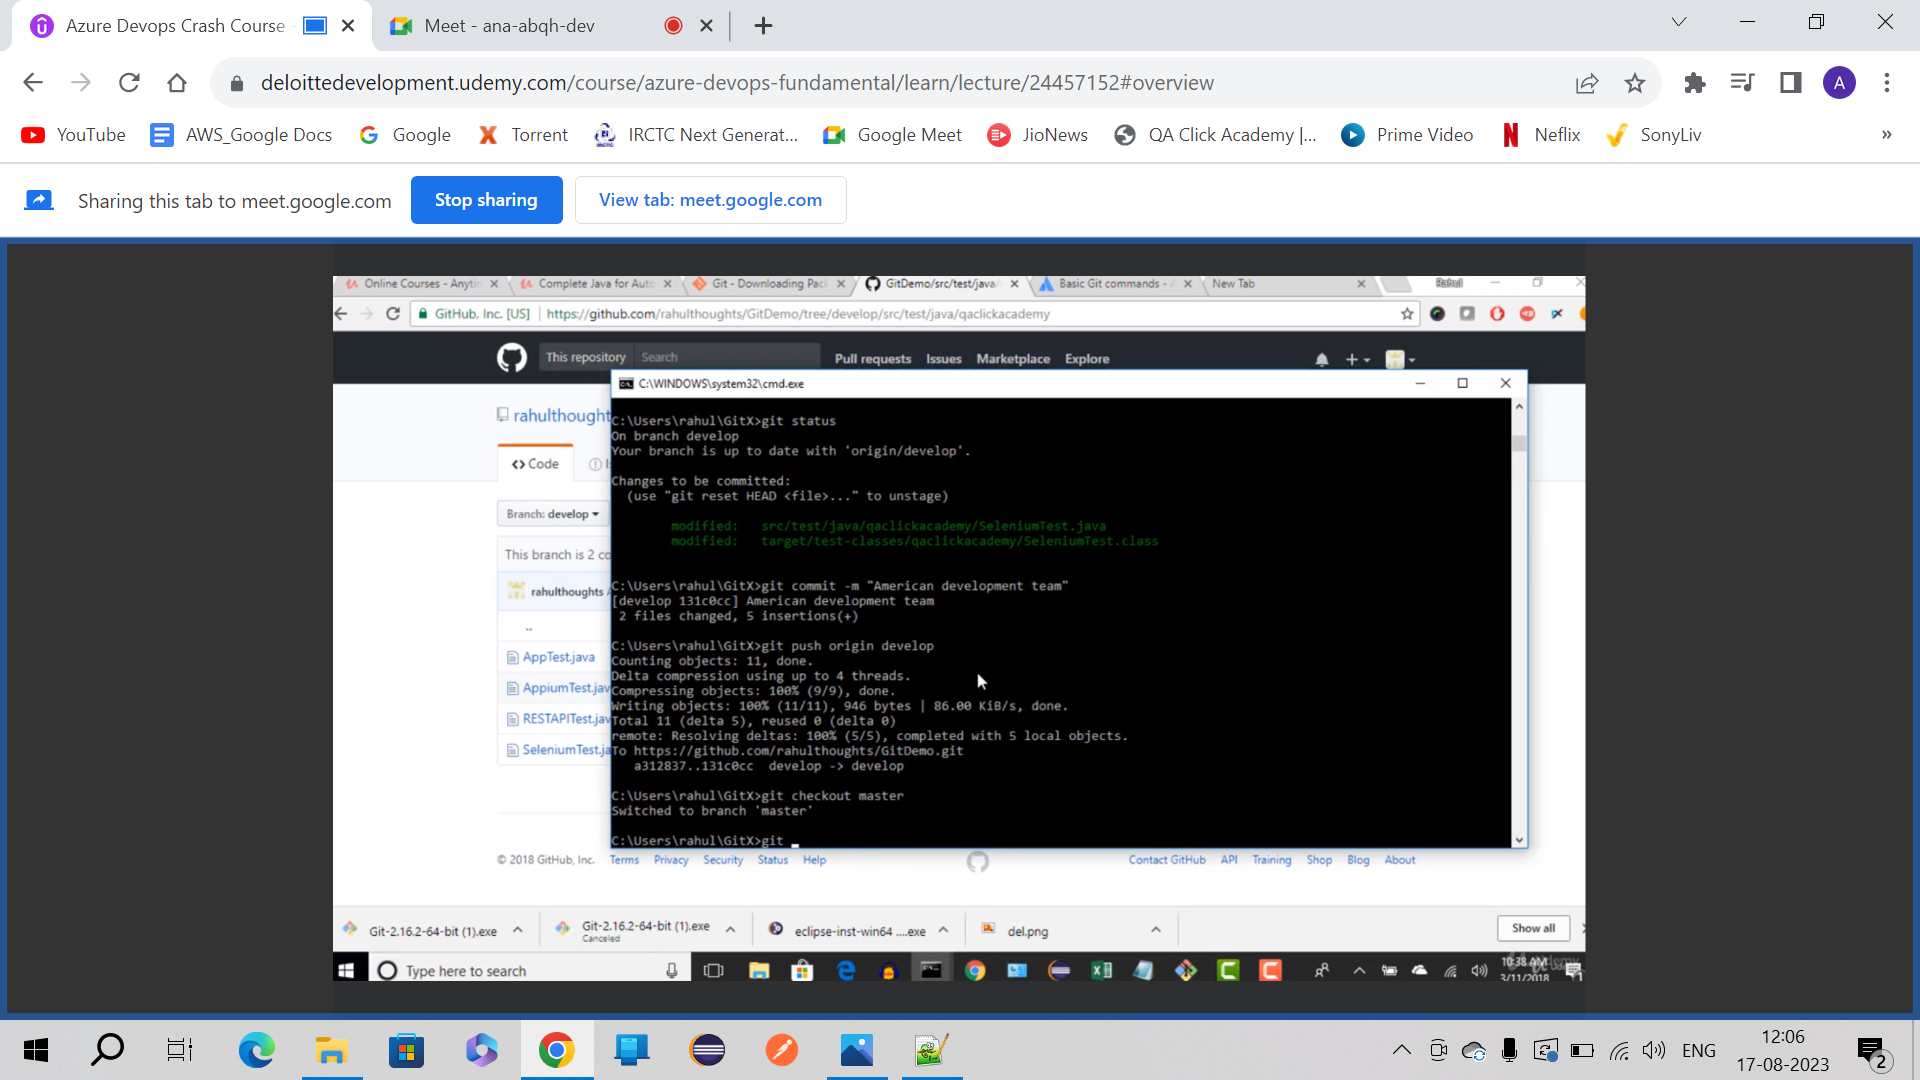 Azure Devops Crash Course
Meet - ana-abqh-dev
deloittedevelopment.udemy.com/course/azure-devops-fundamental/learn/lecture/24457152#overview
A
YouTube
AWS_Google Docs
Google
Torrent
IRCTC Next Generat...
Google Meet
JioNews
QA Click Academy |...
Prime Video
Neflix
SonyLiv
»
Sharing this tab to meet.google.com
Stop sharing
View tab: meet.google.com
Online Courses - Anyti
Complete Java for Auto
Git - Downloading Pac
GitDemo/src/test/java/
Basic Git commands -
New Tab
Rahul
GitHub, Inc. [US]
https://github.com/rahulthoughts/GitDemo/tree/develop/src/test/java/qaclickacademy
This repository
Search
Pull requests
Issues
Marketplace
Explore
rahulthought
Code
Branch: develop
This branch is 2 co
rahulthoughts
..
AppTest.java
AppiumTest.jav
RESTAPITest.jav
SeleniumTest.ja
C:\WINDOWS\system32\cmd.exe
C:\Users\rahul\GitX>git status
On branch develop
Your branch is up to date with 'origin/develop'.
Changes to be committed:
(use "git reset HEAD <file>..." to unstage)
modified: src/test/java/qaclickacademy/SeleniumTest.java
modified: target/test-classes/qaclickacademy/SeleniumTest.class
C:\Users\rahul\GitX>git commit -m "American development team"
[develop 131c0cc] American development team
2 files changed, 5 insertions(+)
C:\Users\rahul\GitX>git push origin develop
Counting objects: 11, done.
Delta compression using up to 4 threads.
Compressing objects: 100% (9/9), done.
Writing objects: 100% (11/11), 946 bytes | 86.00 KiB/s, done.
Total 11 (delta 5), reused 0 (delta 0)
remote: Resolving deltas: 100% (5/5), completed with 5 local objects.
To https://github.com/rahulthoughts/GitDemo.git
a312837..131c0cc develop -> develop
C:\Users\rahul\GitX>git checkout master
Switched to branch 'master'
C:\Users\rahul\GitX>git _
© 2018 GitHub, Inc.
Terms
Privacy
Security
Status
Help
Contact GitHub
API
Training
Shop
Blog
About
Git-2.16.2-64-bit (1).exe
Git-2.16.2-64-bit (1).exe
Canceled
eclipse-inst-win64 ....exe
del.png
Show all
Type here to search
10:38 AM
3/11/2018
ENG
12:06
17-08-2023
2